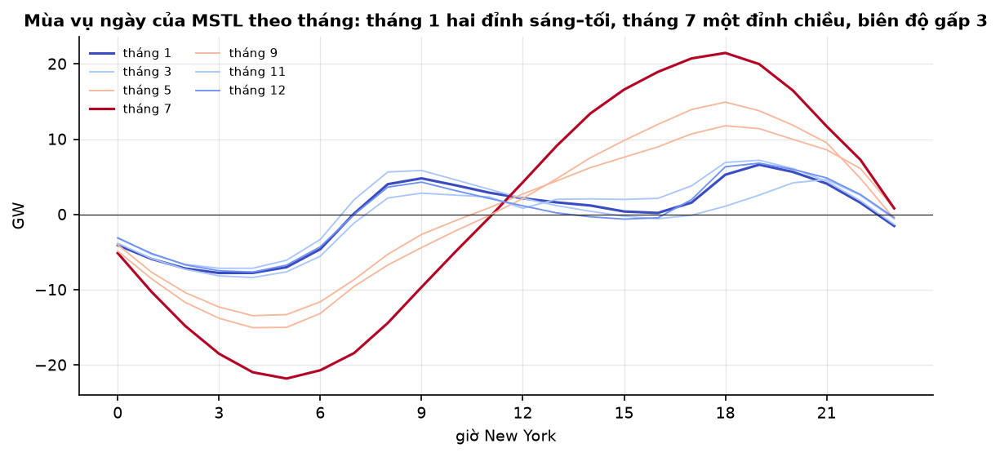 Mùa vụ ngày của MSTL theo tháng: tháng 1 hai đỉnh sáng–tối, tháng 7 một đỉnh chiều, biên độ gấp 3
tháng 1
tháng 3
tháng 5
tháng 7
tháng 9
tháng 11
tháng 12
GW
20
10
0
−10
−20
0 3 6 9 12 15 18 21
giờ New York